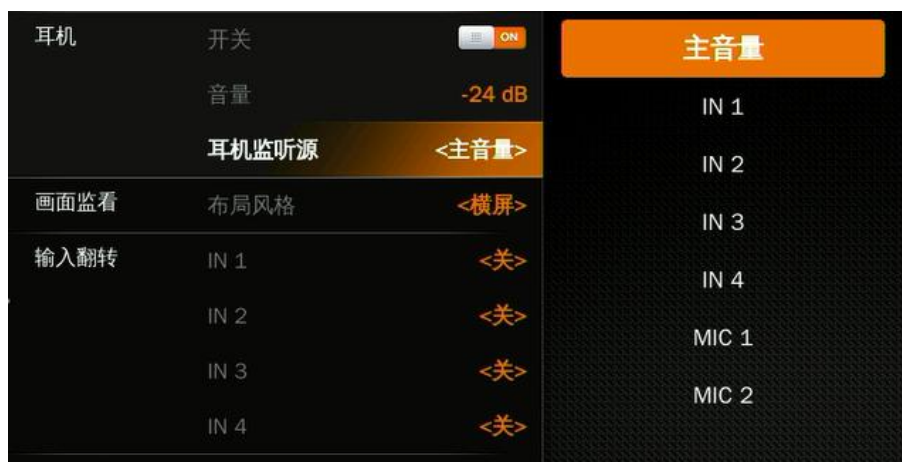 耳机 开关 ON
音量 -24 dB
耳机监听源 <主音量>
画面监看 布局风格 <横屏>
输入翻转 IN 1 <关>
IN 2 <关>
IN 3 <关>
IN 4 <关>
主音量
IN 1
IN 2
IN 3
IN 4
MIC 1
MIC 2